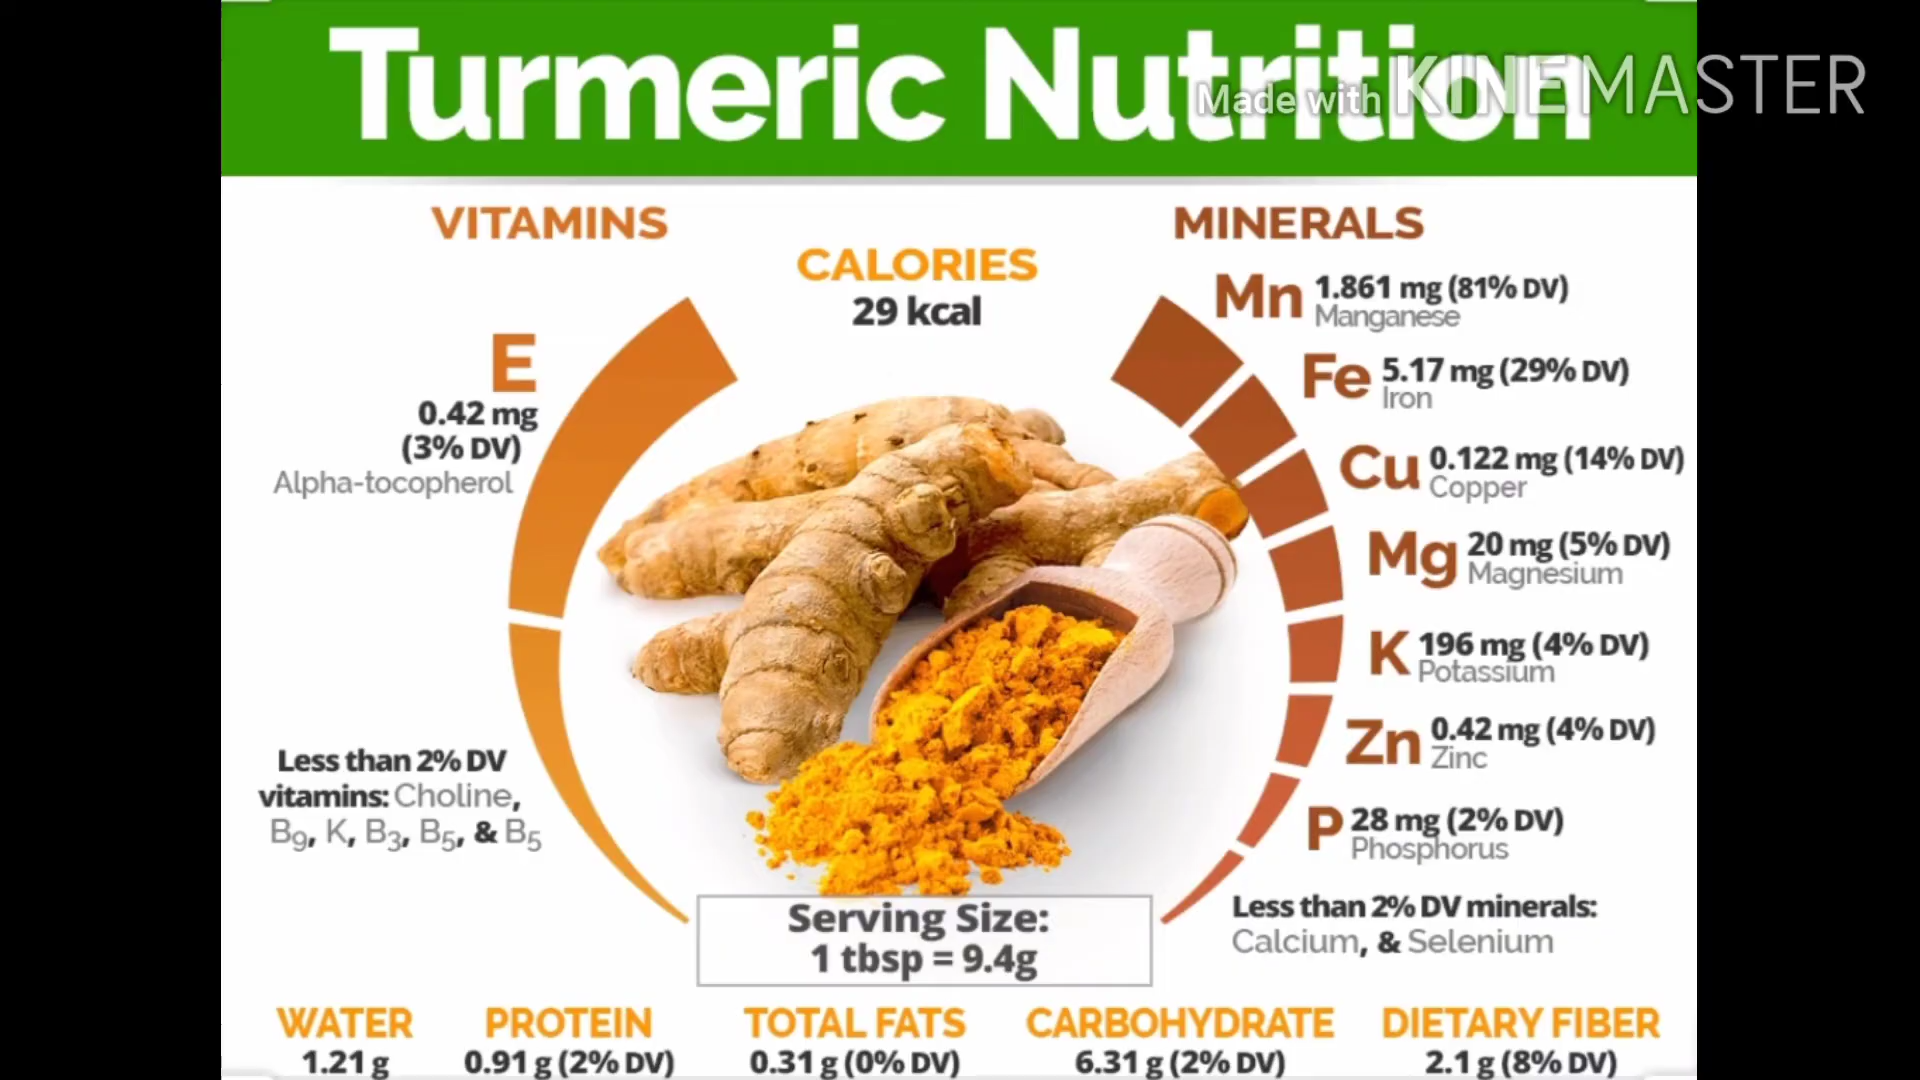 Turmeric Nutrition
Made with KINEMASTER
VITAMINS
E
0.42 mg
(3% DV)
Alpha-tocopherol
Less than 2% DV
vitamins: Choline,
B9, K, B3, B5, & B5
CALORIES
29 kcal
MINERALS
Mn 1.861 mg (81% DV)
Manganese
Fe 5.17 mg (29% DV)
Iron
Cu 0.122 mg (14% DV)
Copper
Mg 20 mg (5% DV)
Magnesium
K 196 mg (4% DV)
Potassium
Zn 0.42 mg (4% DV)
Zinc
P 28 mg (2% DV)
Phosphorus
Less than 2% DV minerals:
Calcium, & Selenium
Serving Size:
1 tbsp = 9.4g
WATER
1.21 g
PROTEIN
0.91 g (2% DV)
TOTAL FATS
0.31 g (0% DV)
CARBOHYDRATE
6.31 g (2% DV)
DIETARY FIBER
2.1 g (8% DV)